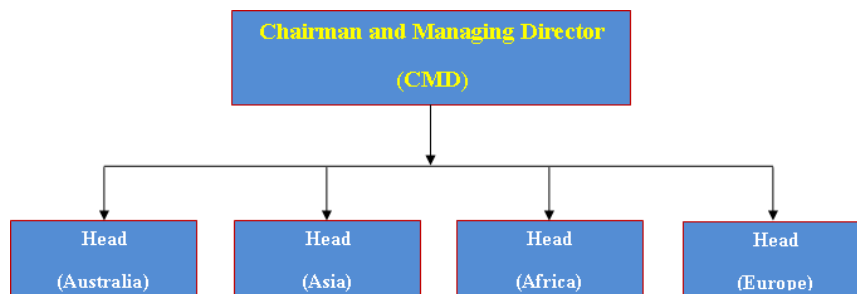 Chairman and Managing Director
(CMD)
Head
(Australia)
Head
(Asia)
Head
(Africa)
Head
(Europe)